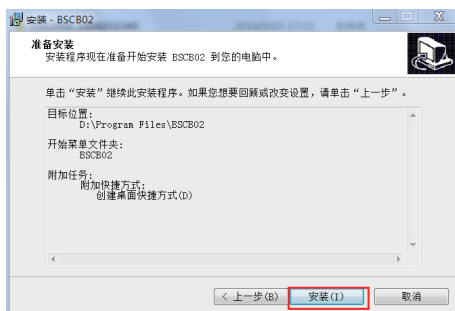 安装 - BSCB02
准备安装
安装程序现在准备开始安装 BSCB02 到您的电脑中。
单击“安装”继续此安装程序。如果您想要回顾或改变设置，请单击“上一步”。
目标位置:
D:\Program Files\BSCB02
开始菜单文件夹:
BSCB02
附加任务:
附加快捷方式:
创建桌面快捷方式(D)
< 上一步(B)
安装(I)
取消